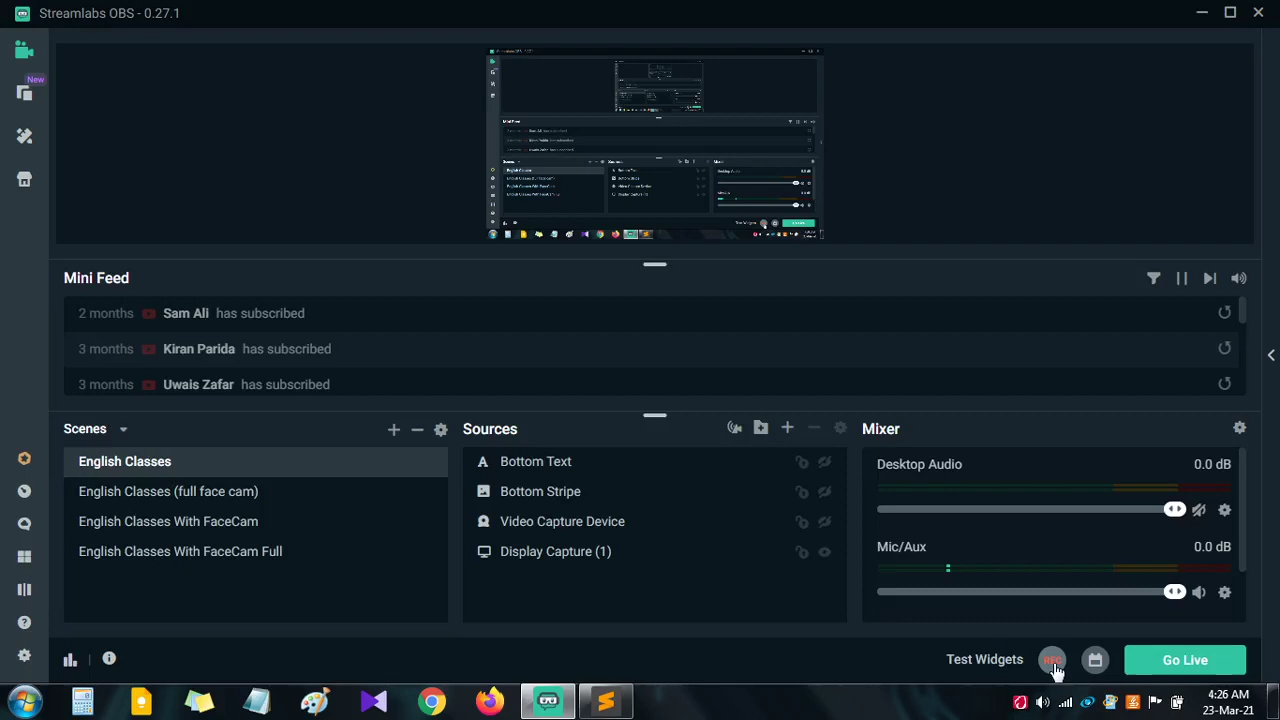 Streamlabs OBS - 0.27.1
New
Mini Feed
2 months Sam Ali has subscribed
3 months Kiran Parida has subscribed
3 months Uwais Zafar has subscribed
Scenes
English Classes
English Classes (full face cam)
English Classes With FaceCam
English Classes With FaceCam Full
Sources
Bottom Text
Bottom Stripe
Video Capture Device
Display Capture (1)
Mixer
Desktop Audio 0.0 dB
Mic/Aux 0.0 dB
Test Widgets REC Go Live
4:26 AM
23-Mar-21